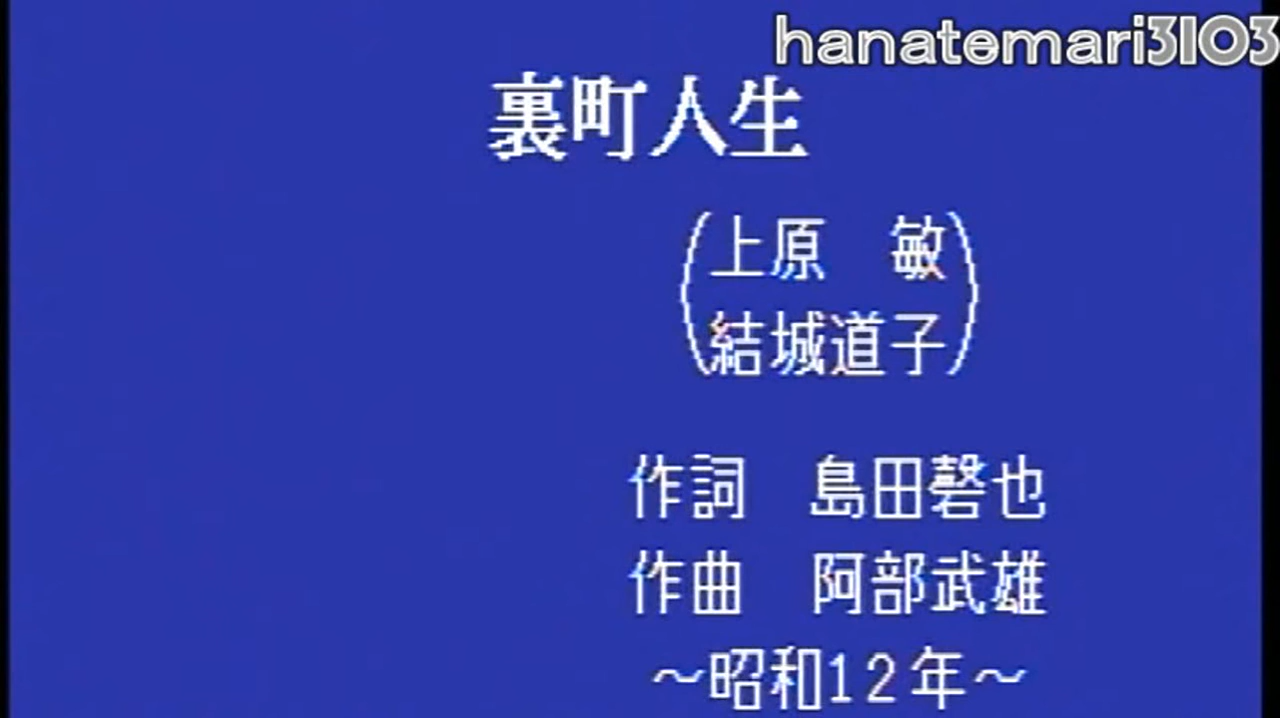 hanatemari3103
裏町人生
(上原　敏
結城道子)
作詞　島田磬也
作曲　阿部武雄
～昭和12年～